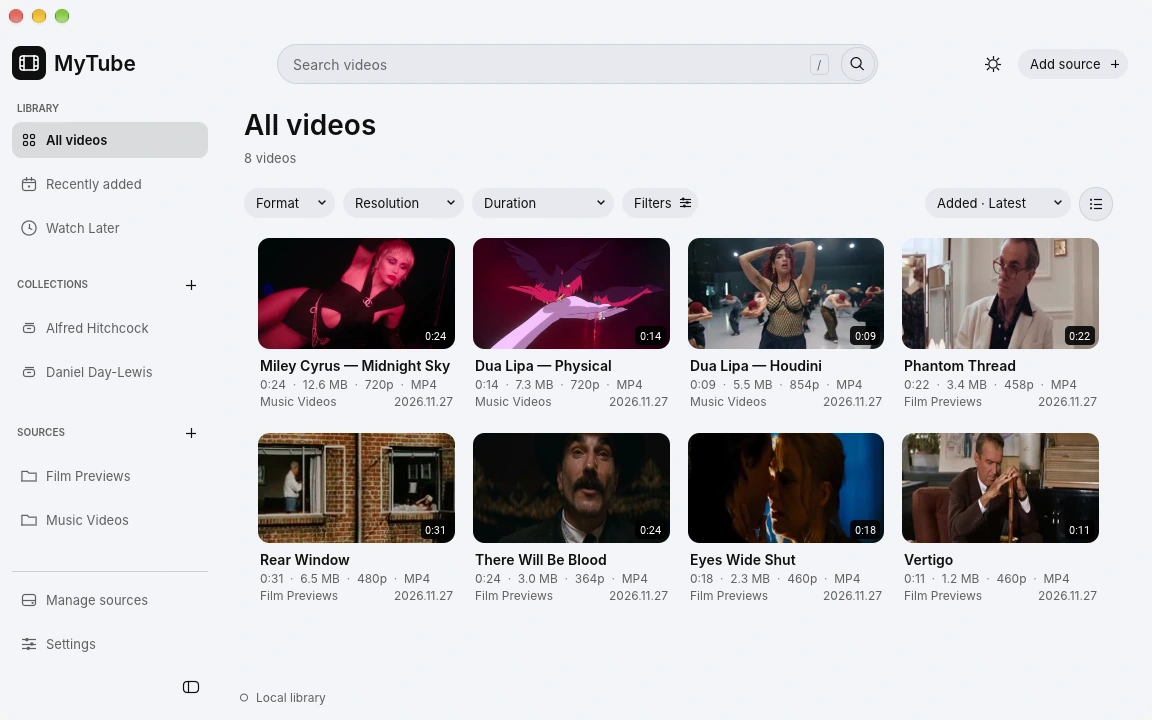 MyTube
Search videos
/
Add source +
LIBRARY
All videos
Recently added
Watch Later
COLLECTIONS +
Alfred Hitchcock
Daniel Day-Lewis
SOURCES +
Film Previews
Music Videos
Manage sources
Settings
All videos
8 videos
Format
Resolution
Duration
Filters
Added · Latest
0:24
0:14
0:09
0:22
Miley Cyrus — Midnight Sky
0:24 · 12.6 MB · 720p · MP4
Music Videos 2026.11.27
Dua Lipa — Physical
0:14 · 7.3 MB · 720p · MP4
Music Videos 2026.11.27
Dua Lipa — Houdini
0:09 · 5.5 MB · 854p · MP4
Music Videos 2026.11.27
Phantom Thread
0:22 · 3.4 MB · 458p · MP4
Film Previews 2026.11.27
0:31
0:24
0:18
0:11
Rear Window
0:31 · 6.5 MB · 480p · MP4
Film Previews 2026.11.27
There Will Be Blood
0:24 · 3.0 MB · 364p · MP4
Film Previews 2026.11.27
Eyes Wide Shut
0:18 · 2.3 MB · 460p · MP4
Film Previews 2026.11.27
Vertigo
0:11 · 1.2 MB · 460p · MP4
Film Previews 2026.11.27
Local library